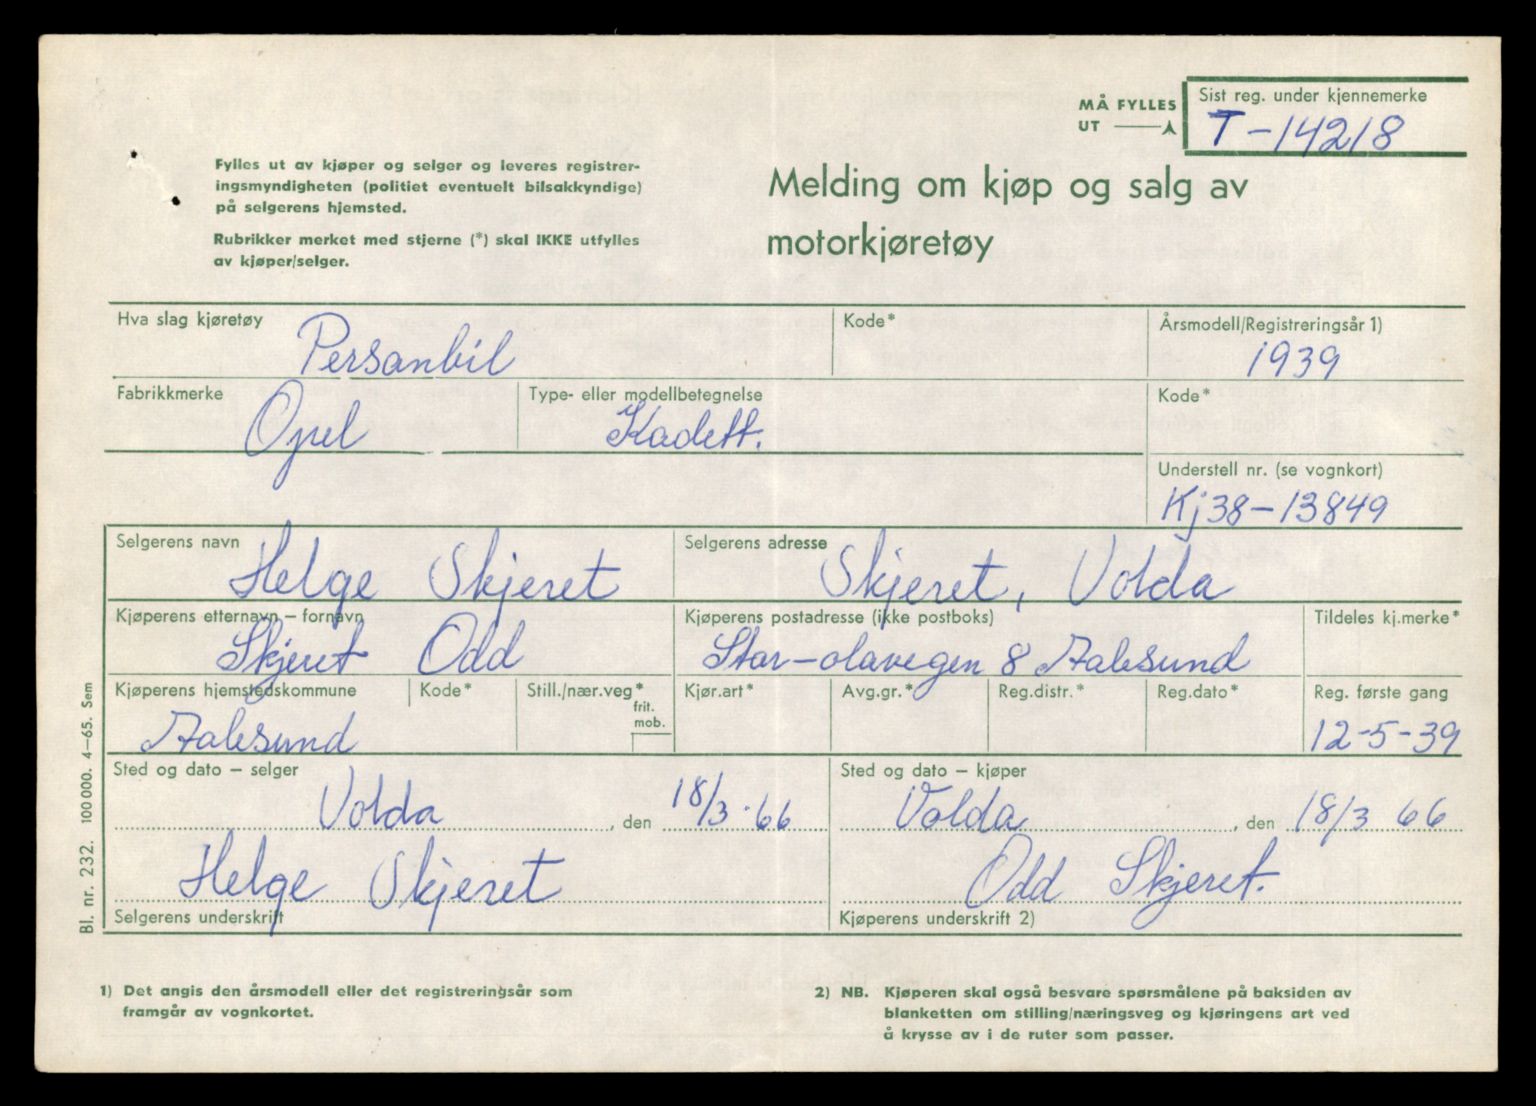 MÅ FYLLES UT
Sist reg. under kjennemerke
T-14218
Fylles ut av kjøper og selger og leveres registrer-
ingsmyndigheten (politiet eventuelt bilsakkyndige)
på selgerens hjemsted.
Rubrikker merket med stjerne (*) skal IKKE utfylles
av kjøper/selger.
Melding om kjøp og salg av
motorkjøretøy
Hva slag kjøretøy
Personbil
Kode*
Årsmodell/Registreringsår 1)
1939
Fabrikkmerke
Opel
Type- eller modellbetegnelse
Kadett.
Kode*
Understell nr. (se vognkort)
Kj38-13849
Selgerens navn
Helge Skjeret
Selgerens adresse
Skjeret, Volda
Kjøperens etternavn – fornavn
Skjeret Odd
Kjøperens postadresse (ikke postboks)
Stor-olavegen 8 Aalesund
Tildeles kj.merke*
Kjøperens hjemstedskommune
Aalesund
Kode*
Still./nær.veg*
frit.
mob.
Kjør.art*
Avg.gr.*
Reg.distr.*
Reg.dato*
Reg. første gang
12-5-39
Sted og dato – selger
Volda, den 18/3.66
Sted og dato – kjøper
Volda, den 18/3 66
Helge Skjeret
Selgerens underskrift
Odd Skjeret.
Kjøperens underskrift 2)
Bl. nr. 232. 100 000. 4–65. Sem
1) Det angis den årsmodell eller det registreringsår som
framgår av vognkortet.
2) NB. Kjøperen skal også besvare spørsmålene på baksiden av
blanketten om stilling/næringsveg og kjøringens art ved
å krysse av i de ruter som passer.